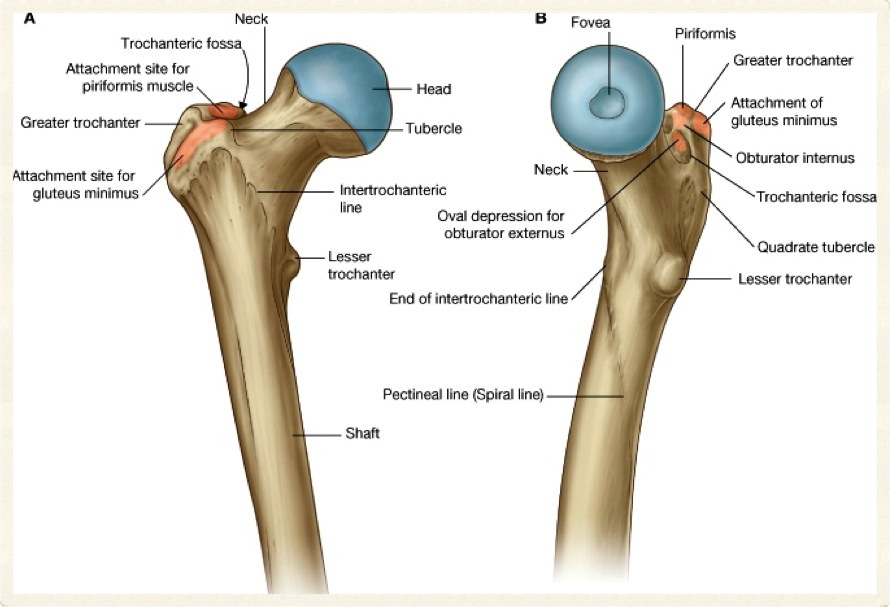 A
Neck
Trochanteric fossa
Attachment site for
piriformis muscle
Greater trochanter
Attachment site for
gluteus minimus
Head
Tubercle
Intertrochanteric
line
Lesser
trochanter
Shaft
B
Fovea
Piriformis
Greater trochanter
Attachment of
gluteus minimus
Obturator internus
Neck
Trochanteric fossa
Oval depression for
obturator externus
Quadrate tubercle
Lesser trochanter
End of intertrochanteric line
Pectineal line (Spiral line)